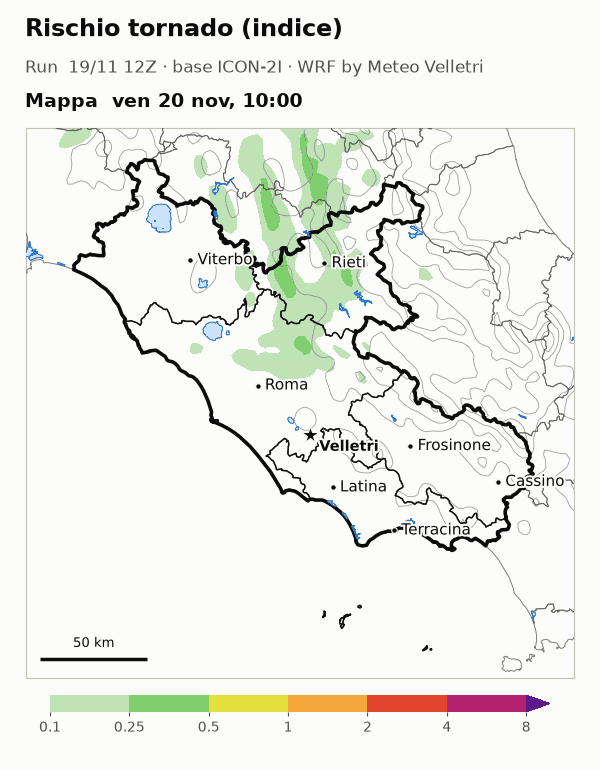 Rischio tornado (indice)
Run  19/11 12Z · base ICON-2I · WRF by Meteo Velletri
Mappa  ven 20 nov, 10:00
Viterbo
Rieti
Roma
Velletri
Frosinone
Cassino
Latina
Terracina
50 km
0.1 0.25 0.5 1 2 4 8